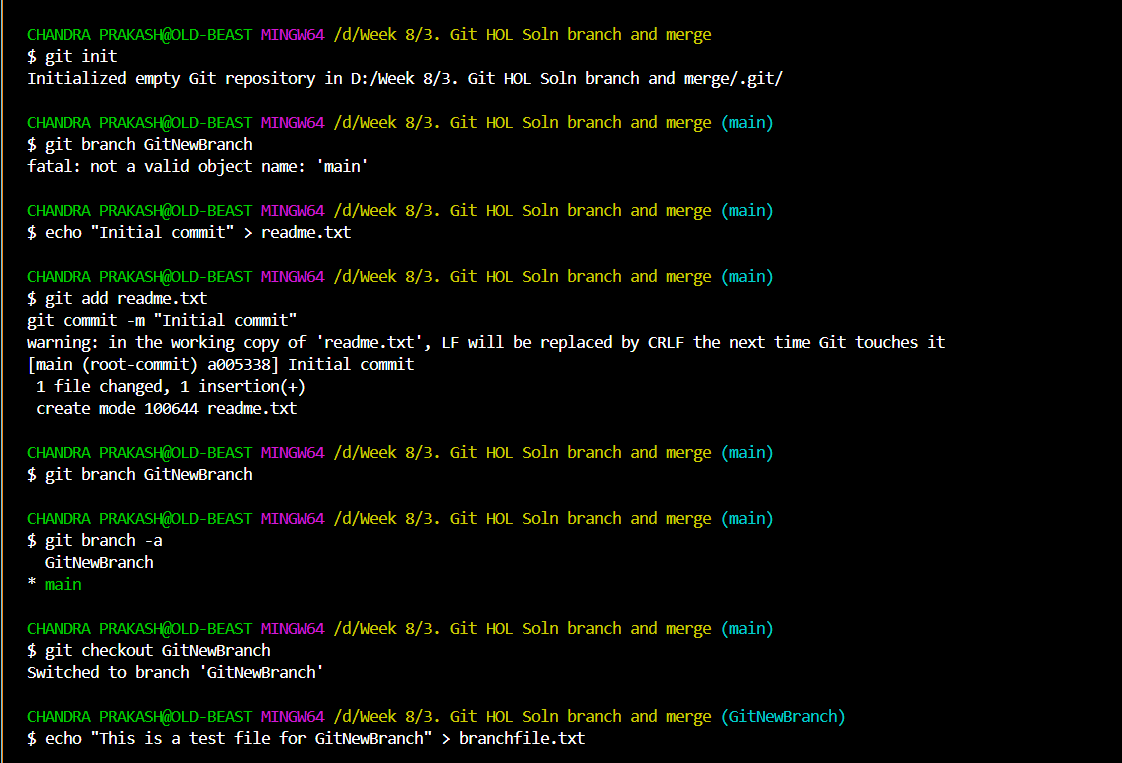 CHANDRA PRAKASH@OLD-BEAST MINGW64 /d/Week 8/3. Git HOL Soln branch and merge
$ git init
Initialized empty Git repository in D:/Week 8/3. Git HOL Soln branch and merge/.git/
CHANDRA PRAKASH@OLD-BEAST MINGW64 /d/Week 8/3. Git HOL Soln branch and merge (main)
$ git branch GitNewBranch
fatal: not a valid object name: 'main'
CHANDRA PRAKASH@OLD-BEAST MINGW64 /d/Week 8/3. Git HOL Soln branch and merge (main)
$ echo "Initial commit" > readme.txt
CHANDRA PRAKASH@OLD-BEAST MINGW64 /d/Week 8/3. Git HOL Soln branch and merge (main)
$ git add readme.txt
git commit -m "Initial commit"
warning: in the working copy of 'readme.txt', LF will be replaced by CRLF the next time Git touches it
[main (root-commit) a005338] Initial commit
 1 file changed, 1 insertion(+)
 create mode 100644 readme.txt
CHANDRA PRAKASH@OLD-BEAST MINGW64 /d/Week 8/3. Git HOL Soln branch and merge (main)
$ git branch GitNewBranch
CHANDRA PRAKASH@OLD-BEAST MINGW64 /d/Week 8/3. Git HOL Soln branch and merge (main)
$ git branch -a
  GitNewBranch
* main
CHANDRA PRAKASH@OLD-BEAST MINGW64 /d/Week 8/3. Git HOL Soln branch and merge (main)
$ git checkout GitNewBranch
Switched to branch 'GitNewBranch'
CHANDRA PRAKASH@OLD-BEAST MINGW64 /d/Week 8/3. Git HOL Soln branch and merge (GitNewBranch)
$ echo "This is a test file for GitNewBranch" > branchfile.txt